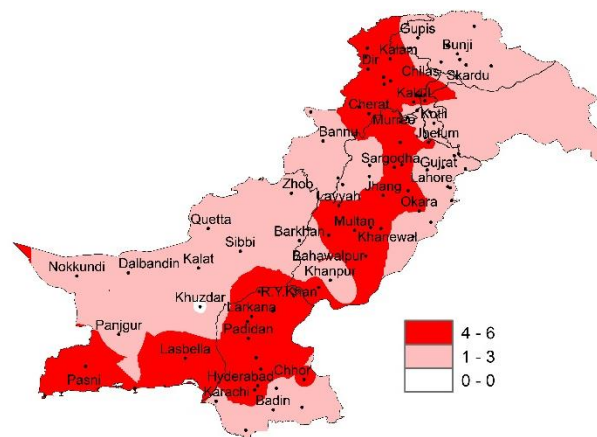 Gupis
Bunji
Kalam
Dir
Chilas
Skardu
Kakul
Cherat
Kotli
Bannu
Jhelum
Sargodha
Gujrat
Zhob
Lahore
Layyah
Jhang
Okara
Quetta
Multan
Barkhan
Khanewal
Sibbi
Bahawalpur
Kalat
Nokkundi
Dalbandin
Khanpur
R.Y.Khan
Khuzdar
Larkana
Panjgur
Padidan
Lasbella
Pasni
Hyderabad
Chhor
Karachi
Badin
4 - 6
1 - 3
0 - 0